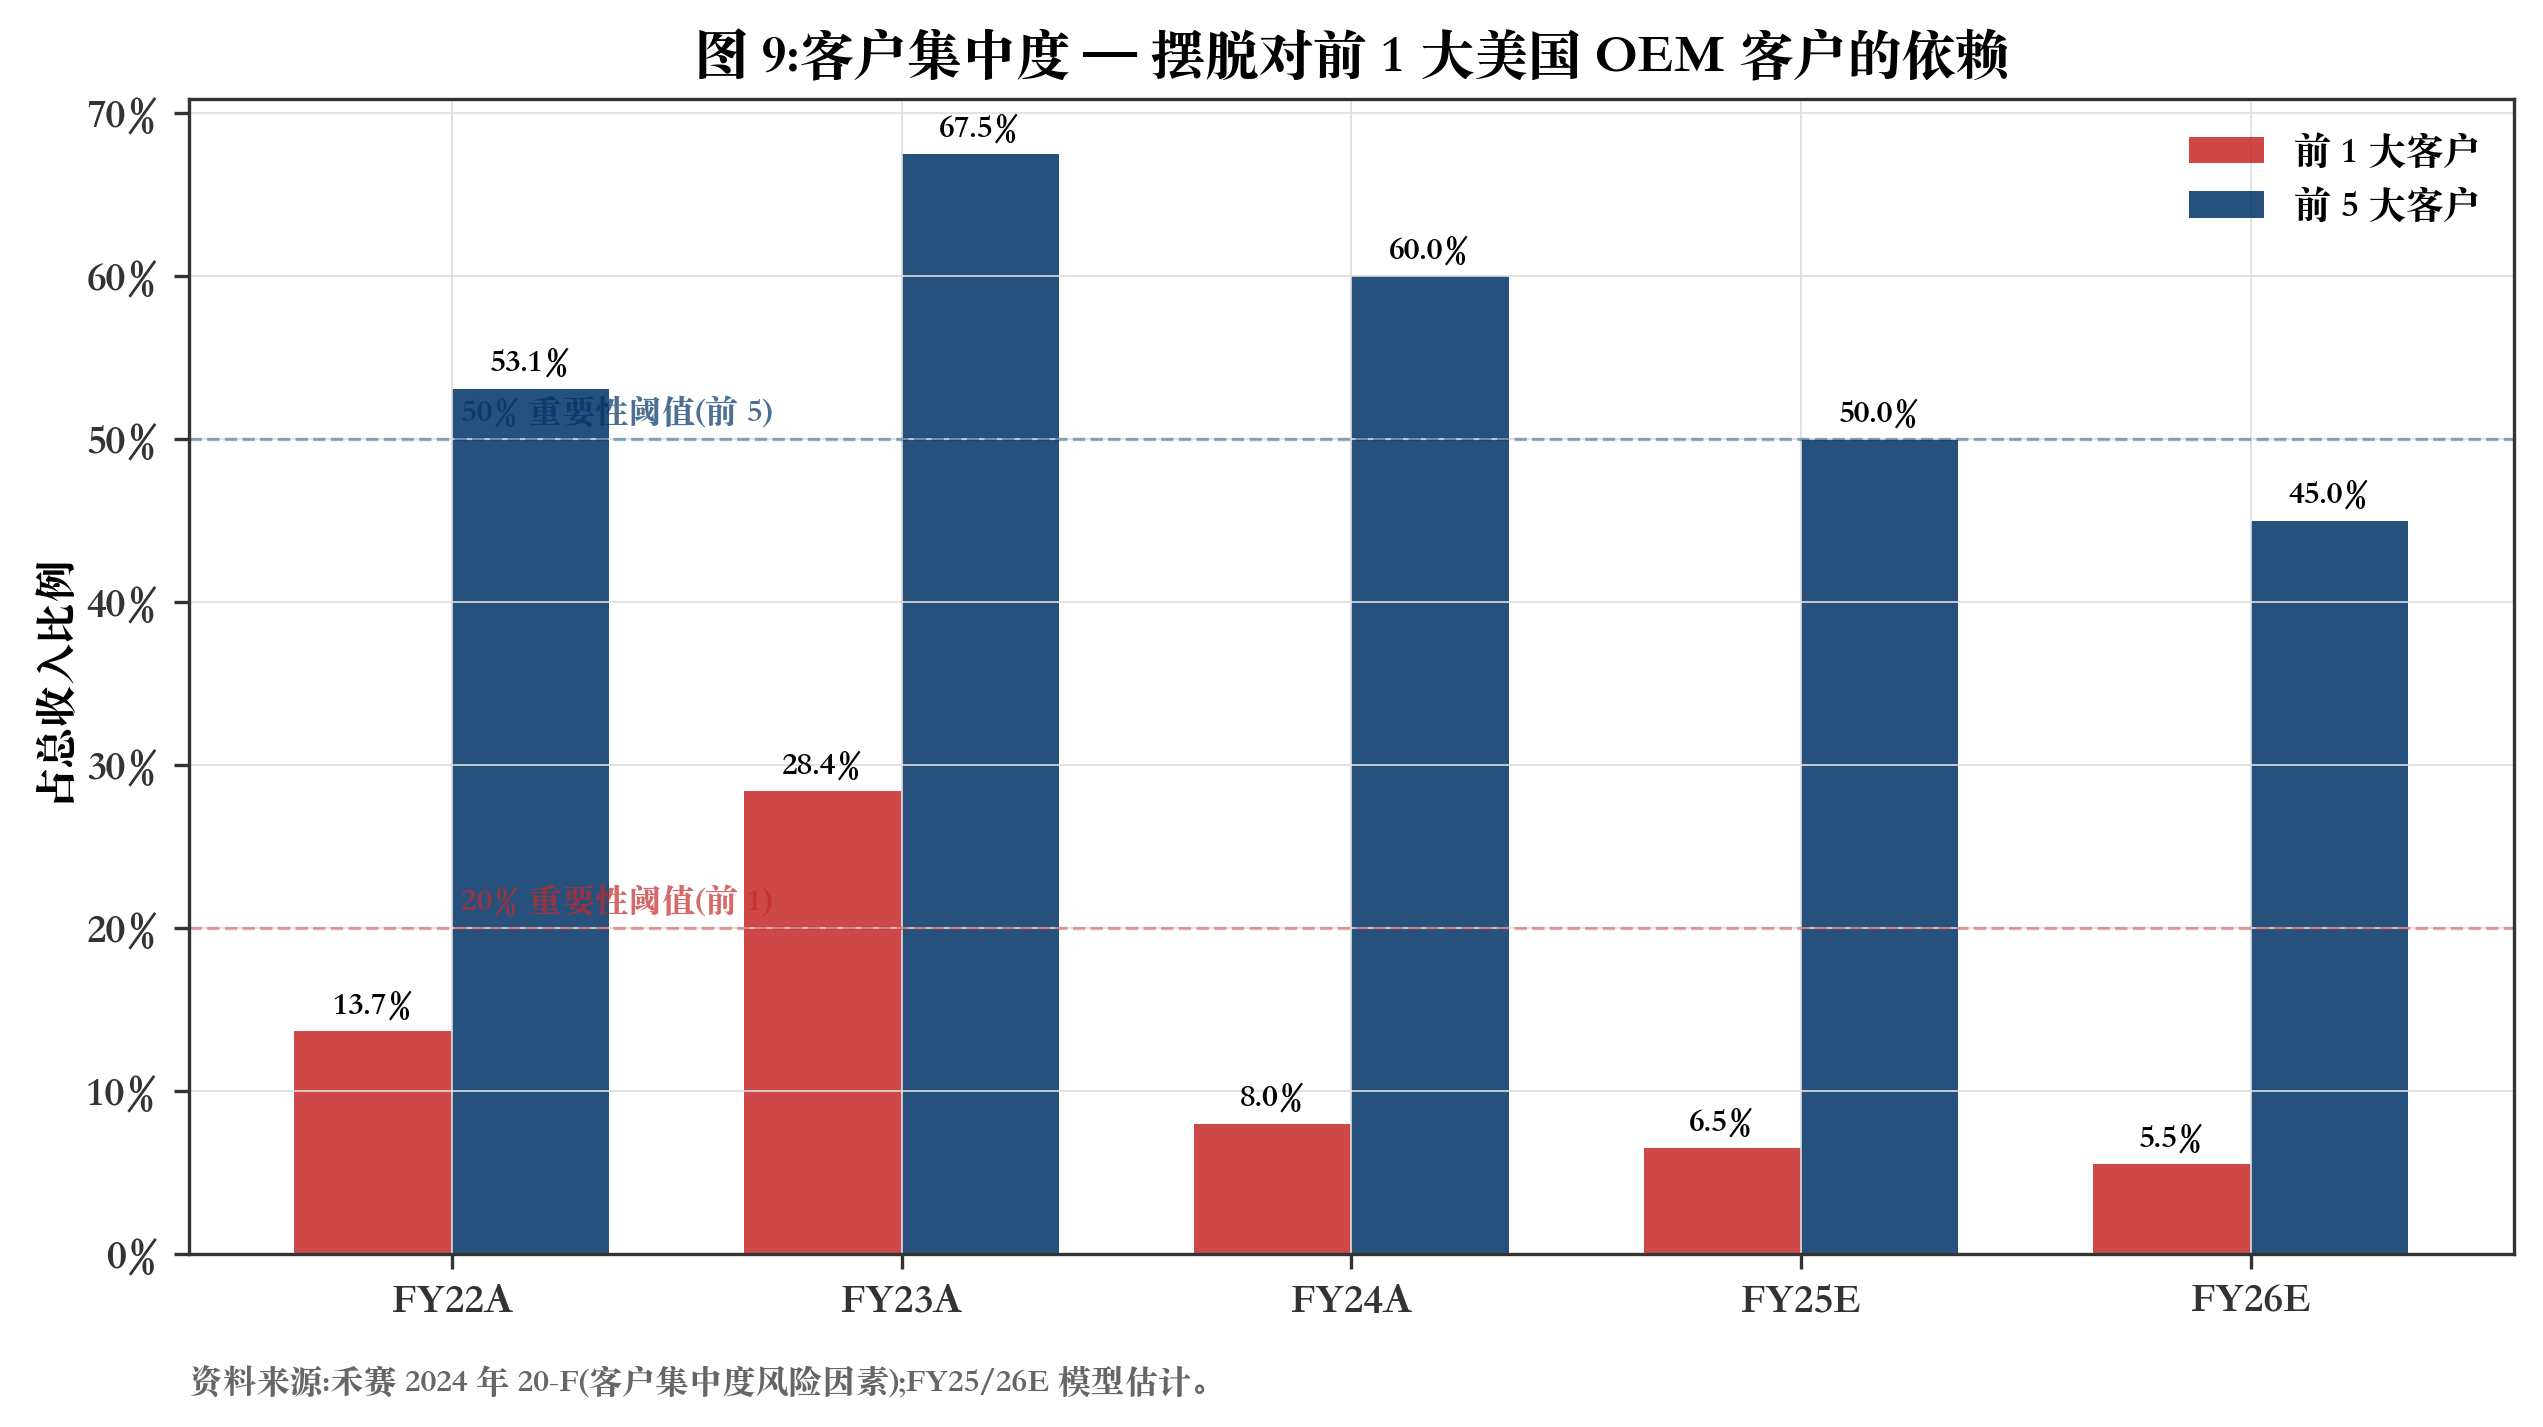 图 9:客户集中度 — 摆脱对前 1 大美国 OEM 客户的依赖
占总收入比例
70%
60%
50%
40%
30%
20%
10%
0%
前 1 大客户
前 5 大客户
50% 重要性阈值(前 5)
20% 重要性阈值(前 1)
13.7%
53.1%
28.4%
67.5%
8.0%
60.0%
6.5%
50.0%
5.5%
45.0%
FY22A
FY23A
FY24A
FY25E
FY26E
资料来源:禾赛 2024 年 20-F(客户集中度风险因素);FY25/26E 模型估计。